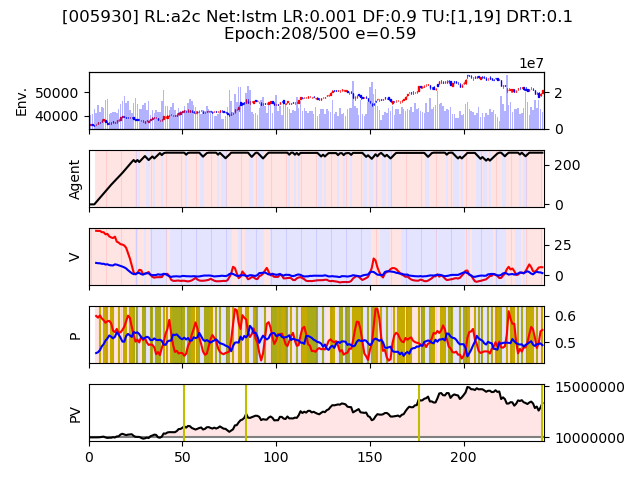 [005930] RL:a2c Net:lstm LR:0.001 DF:0.9 TU:[1,19] DRT:0.1
Epoch:208/500 e=0.59
1e7
Env.
50000
40000
2
0
Agent
200
0
V
25
0
P
0.6
0.5
PV
15000000
10000000
0 50 100 150 200